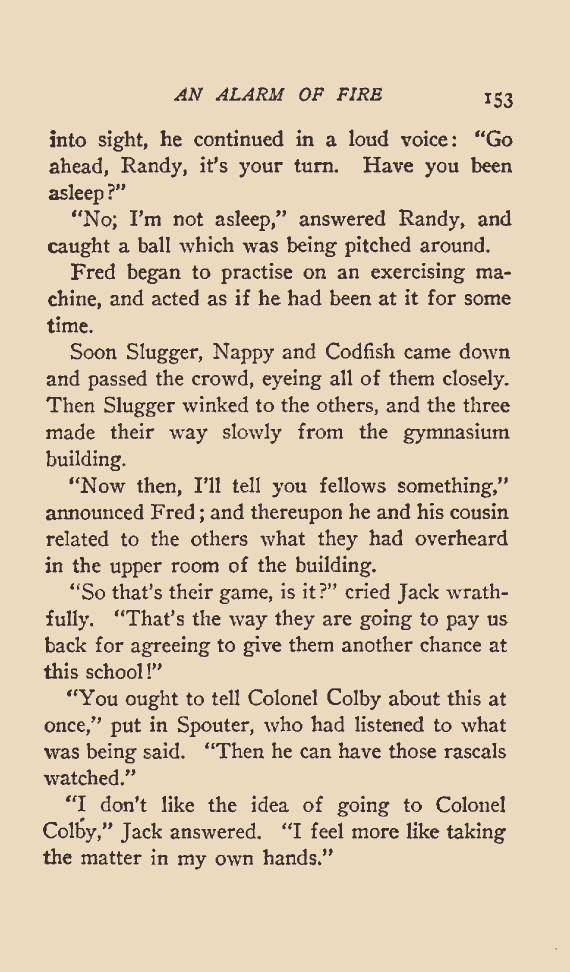 AN ALARM OF FIRE 153
into sight, he continued in a loud voice: "Go
ahead, Randy, it's your turn. Have you been
asleep?"
"No; I'm not asleep," answered Randy, and
caught a ball which was being pitched around.
Fred began to practise on an exercising ma-
chine, and acted as if he had been at it for some
time.
Soon Slugger, Nappy and Codfish came down
and passed the crowd, eyeing all of them closely.
Then Slugger winked to the others, and the three
made their way slowly from the gymnasium
building.
"Now then, I'll tell you fellows something,"
announced Fred; and thereupon he and his cousin
related to the others what they had overheard
in the upper room of the building.
"So that's their game, is it?" cried Jack wrath-
fully. "That's the way they are going to pay us
back for agreeing to give them another chance at
this school!"
"You ought to tell Colonel Colby about this at
once," put in Spouter, who had listened to what
was being said. "Then he can have those rascals
watched."
"I don't like the idea of going to Colonel
Colby," Jack answered. "I feel more like taking
the matter in my own hands."